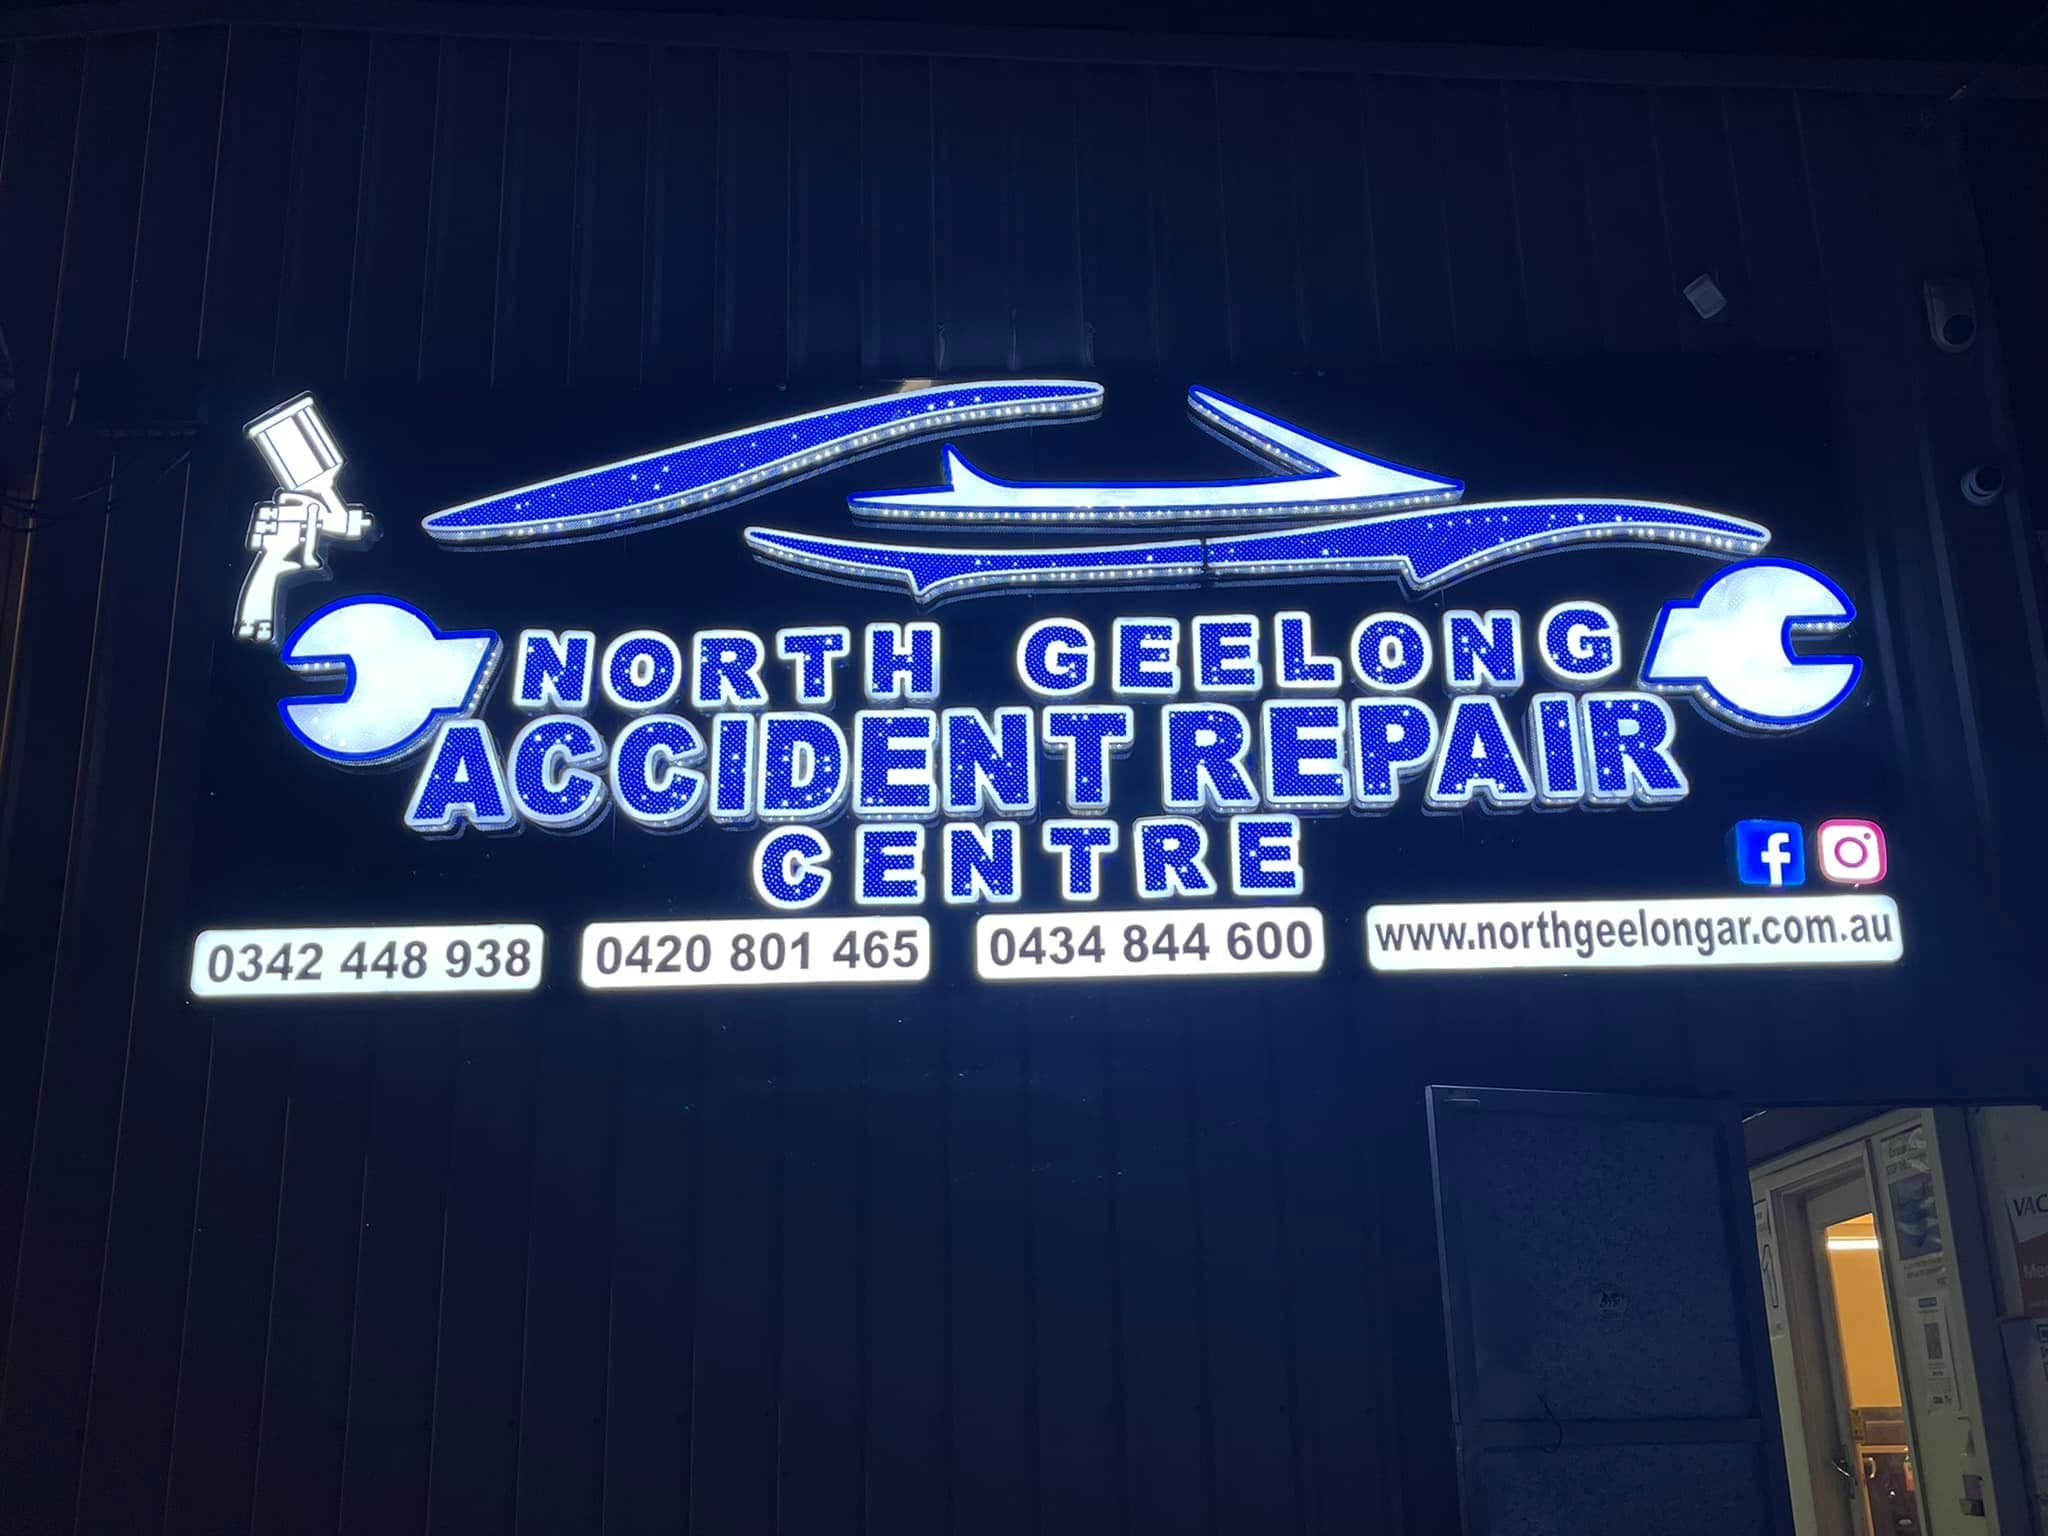 NORTH GEELONG
ACCIDENT REPAIR
CENTRE
0342 448 938
0420 801 465
0434 844 600
www.northgeelongar.com.au